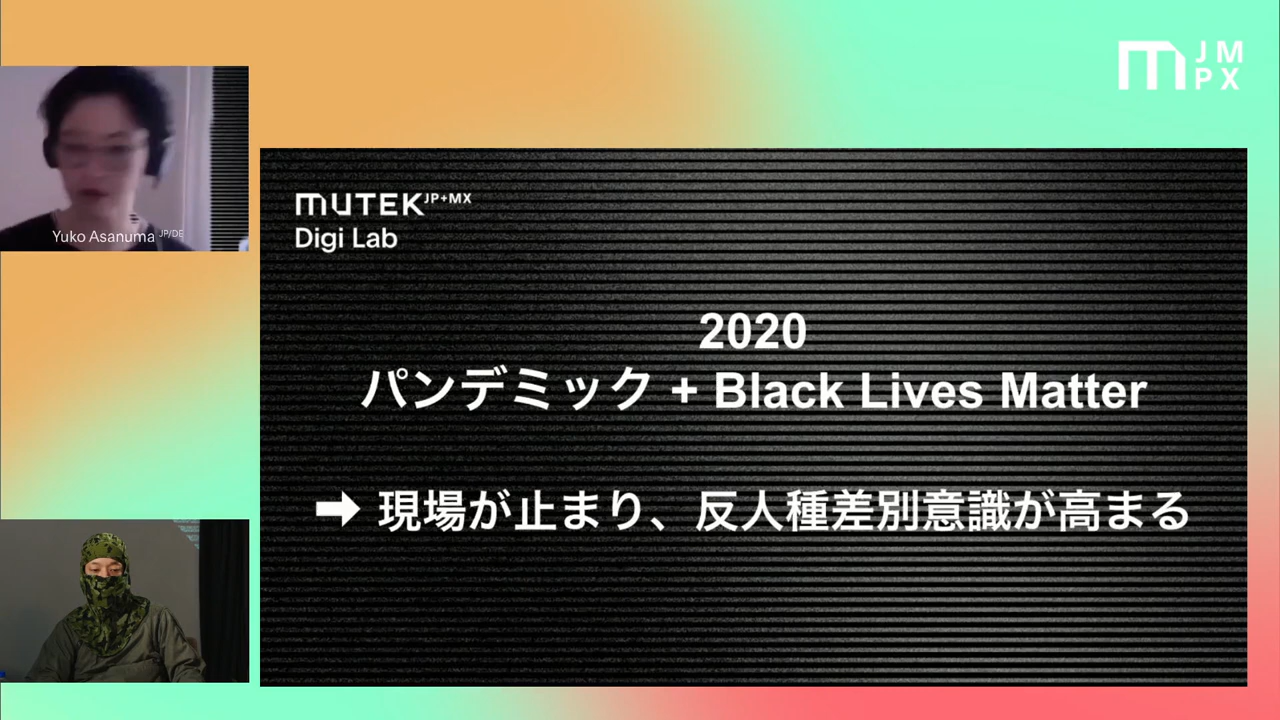 JM
PX
Yuko Asanuma JP/DE
MUTEK JP+MX
Digi Lab
2020
パンデミック + Black Lives Matter
➡ 現場が止まり、反人種差別意識が高まる